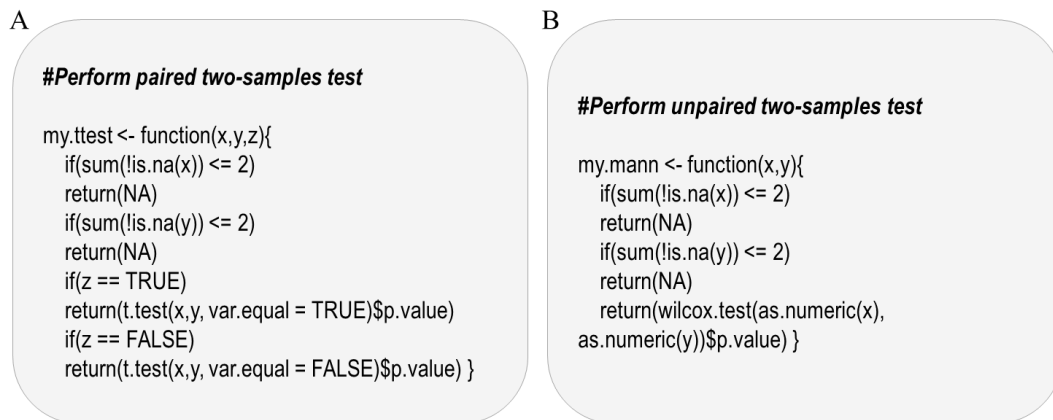 A
#Perform paired two-samples test
my.ttest <- function(x,y,z){
if(sum(!is.na(x)) <= 2)
return(NA)
if(sum(!is.na(y)) <= 2)
return(NA)
if(z == TRUE)
return(t.test(x,y, var.equal = TRUE)$p.value)
if(z == FALSE)
return(t.test(x,y, var.equal = FALSE)$p.value) }
B
#Perform unpaired two-samples test
my.mann <- function(x,y){
if(sum(!is.na(x)) <= 2)
return(NA)
if(sum(!is.na(y)) <= 2)
return(NA)
return(wilcox.test(as.numeric(x),
as.numeric(y))$p.value) }